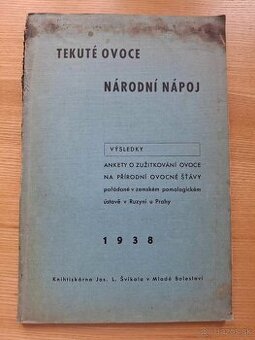 TEKUTÉ OVOCE
NÁRODNÍ NÁPOJ
VÝSLEDKY
ANKETY O ZUŽITKOVÁNÍ OVOCE
NA PŘÍRODNÍ OVOCNÉ ŠŤÁVY
pořádané v zemském pomologickém
ústavě v Ruzyni u Prahy
1938
Knihtiskárna Jos. L. Švíkala v Mladé Boleslavi